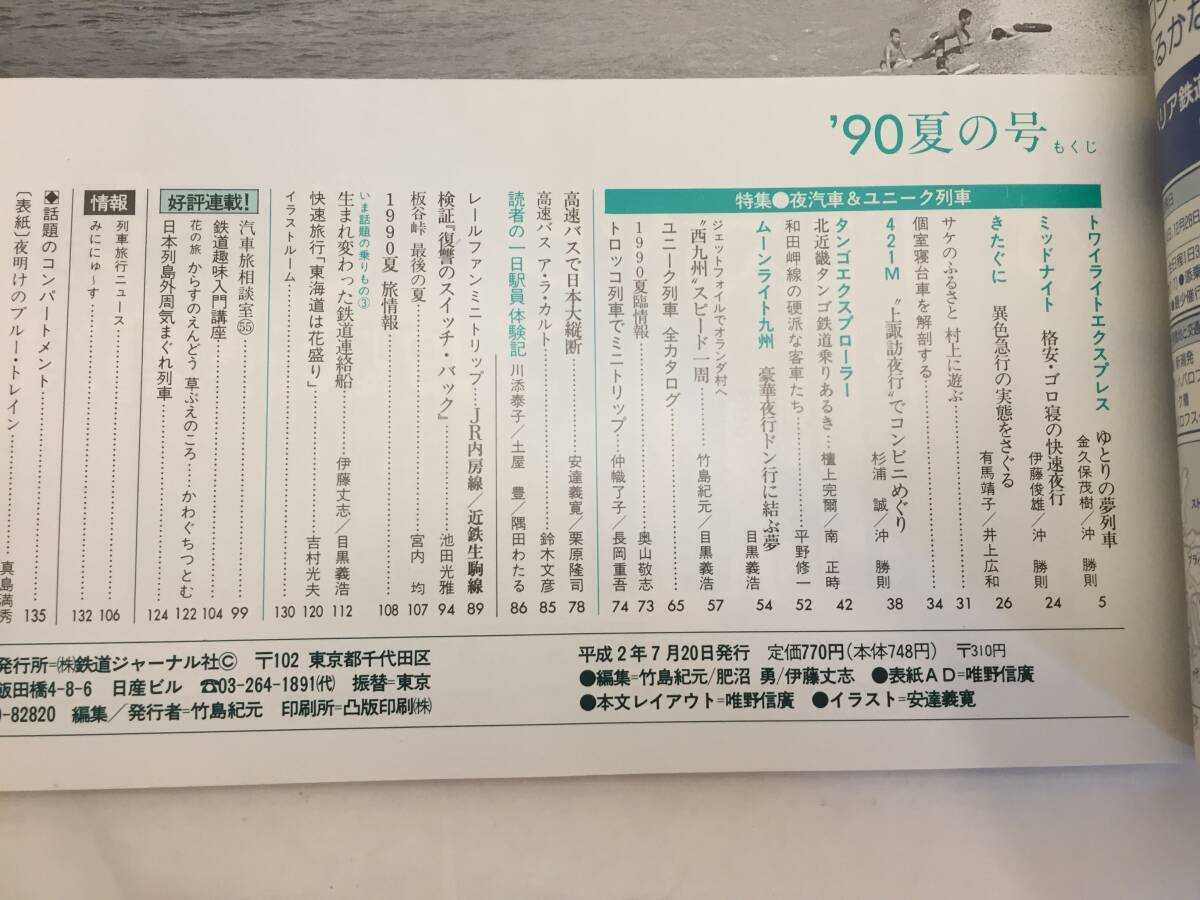 '90夏の号 もくじ
特集●夜汽車&ユニーク列車
トワイライトエクスプレス ゆとりの夢列車
金久保茂樹/沖 勝則 5
ミッドナイト 格安・ゴロ寝の快速夜行
伊藤俊雄/沖 勝則 24
きたぐに 異色急行の実態をさぐる
有馬靖子/井上広和 26
サケのふるさと 村上に遊ぶ 31
個室寝台車を解剖する 34
421M “上諏訪夜行”でコンビニめぐり
杉浦 誠/沖 勝則 38
タンゴエクスプローラー
北近畿タンゴ鉄道乗りあるき…檀上完爾/南 正時 42
和田岬線の硬派な客車たち 平野修一 52
ムーンライト九州 豪華夜行ドン行に結ぶ夢
目黒義浩 54
ジェットフォイルでオランダ村へ
“西九州”スピード一周 竹島紀元/目黒義浩 57
ユニーク列車 全カタログ 65
1990夏臨情報 奥山敬志 73
トロッコ列車でミニトリップ 仲幟了子/長岡重吾 74
高速バスで日本大縦断 安達義寛/栗原隆司 78
高速バス ア・ラ・カルト 鈴木文彦 85
読者の一日駅員体験記 川添泰子/土屋 豊/隅田わたる 86
レールファンミニトリップ…JR内房線/近鉄生駒線 89
検証『復讐のスイッチ・バック』 池田光雅 94
板谷峠 最後の夏 宮内 均 107
1990夏 旅情報 108
いま話題の乗りもの③
生まれ変わった鉄道連絡船 伊藤丈志/目黒義浩 112
快速旅行「東海道は花盛り」 吉村光夫 120
イラストルーム 130
好評連載!
汽車旅相談室㊺ 99
鉄道趣味入門講座 104
花の旅 からすのえんどう 草ぶえのころ…かわぐちつとむ 122
日本列島外周気まぐれ列車 124
情報
列車旅行ニュース 106
みににゅ〜す 132
◆話題のコンパートメント 135
〔表紙〕夜明けのブルー・トレイン 真島満秀
平成2年7月20日発行 定価770円(本体748円) 〒310円
●編集=竹島紀元/肥沼 勇/伊藤丈志 ●表紙AD=唯野信廣
●本文レイアウト=唯野信廣 ●イラスト=安達義寛
発行所=㈱鉄道ジャーナル社© 〒102 東京都千代田区
飯田橋4-8-6 日産ビル ☎03-264-1891㈹ 振替=東京
-82820 編集/発行者=竹島紀元 印刷所=凸版印刷㈱